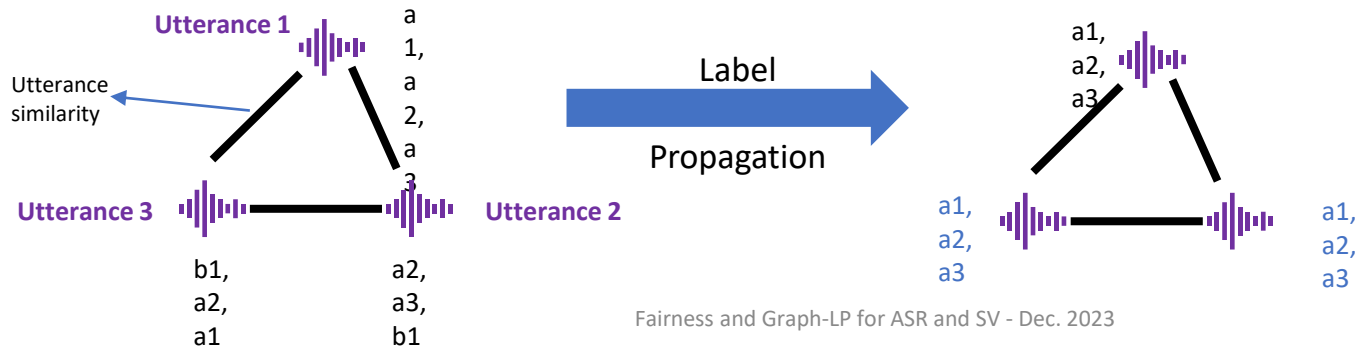 Utterance 1
a
1,
a
2,
a
3
Utterance
similarity
Utterance 3
Utterance 2
b1,
a2,
a1
a2,
a3,
b1
Label
Propagation
a1,
a2,
a3
a1,
a2,
a3
a1,
a2,
a3
Fairness and Graph-LP for ASR and SV - Dec. 2023